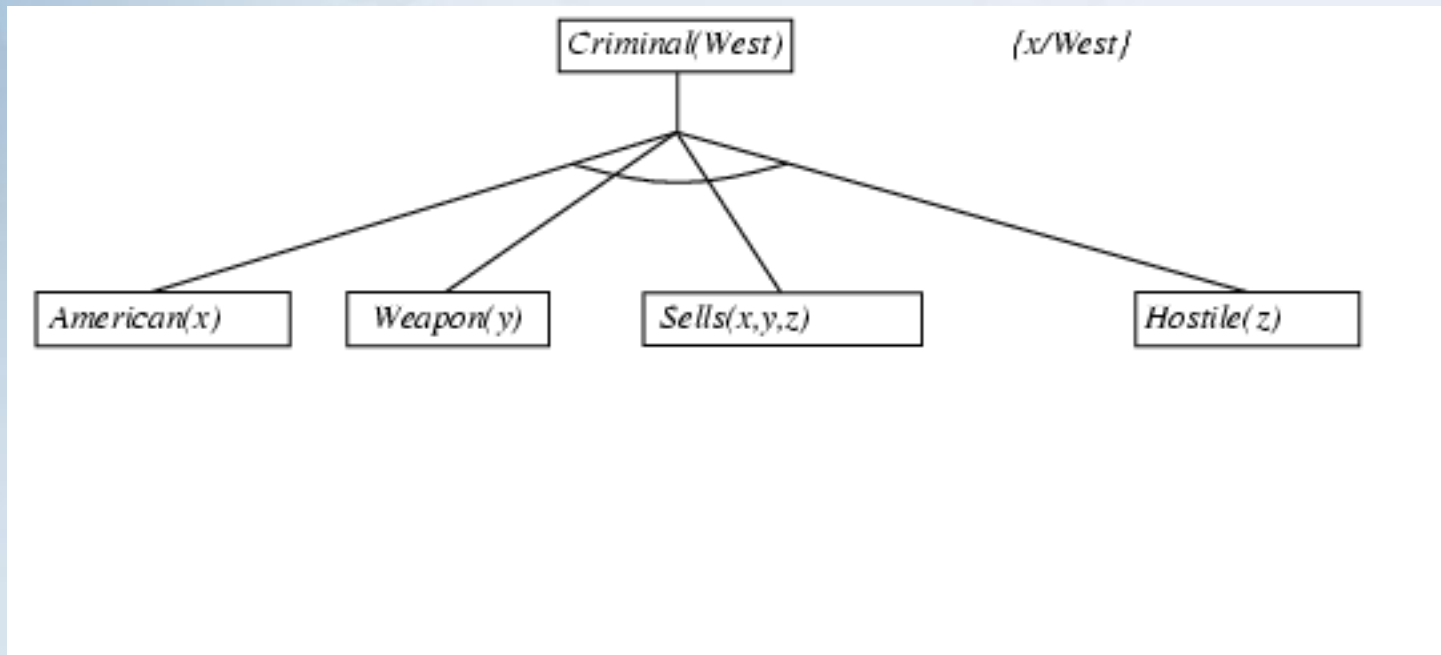 Criminal(West) {x/West}
American(x) Weapon(y) Sells(x,y,z) Hostile(z)